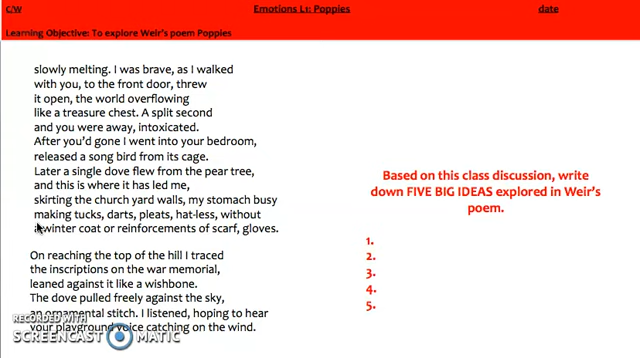 C/W
Emotions L1: Poppies
date
Learning Objective: To explore Weir's poem Poppies
slowly melting. I was brave, as I walked
with you, to the front door, threw
it open, the world overflowing
like a treasure chest. A split second
and you were away, intoxicated.
After you'd gone I went into your bedroom,
released a song bird from its cage.
Later a single dove flew from the pear tree,
and this is where it has led me,
skirting the church yard walls, my stomach busy
making tucks, darts, pleats, hat-less, without
a winter coat or reinforcements of scarf, gloves.
On reaching the top of the hill I traced
the inscriptions on the war memorial,
leaned against it like a wishbone.
The dove pulled freely against the sky,
an ornamental stitch. I listened, hoping to hear
your playground voice catching on the wind.
Based on this class discussion, write
down FIVE BIG IDEAS explored in Weir's
poem.
1.
2.
3.
4.
5.
RECORDED WITH
SCREENCAST MATIC